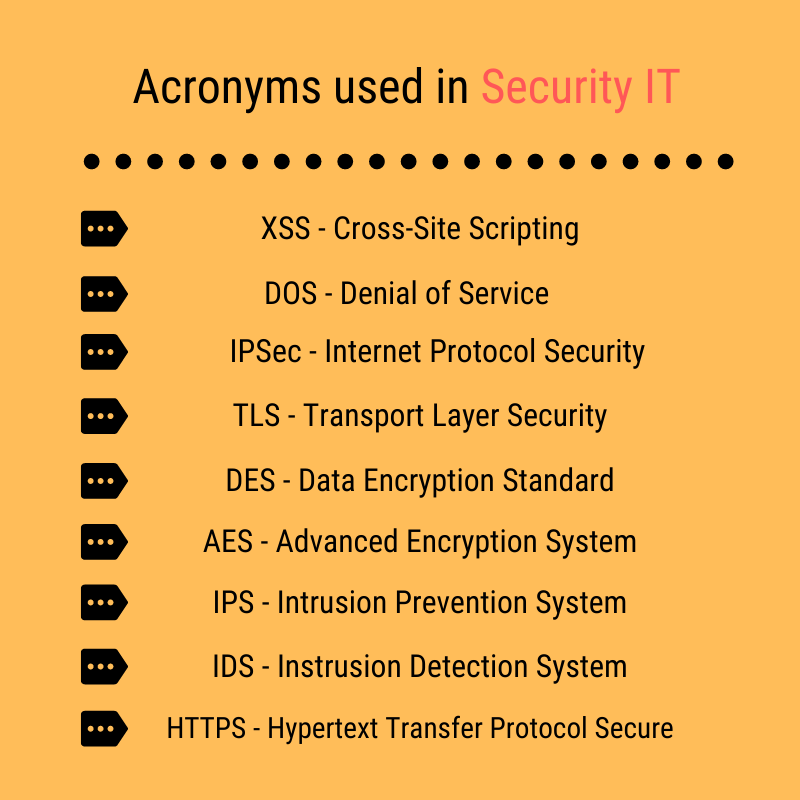 Acronyms used in Security IT
XSS - Cross-Site Scripting
DOS - Denial of Service
IPSec - Internet Protocol Security
TLS - Transport Layer Security
DES - Data Encryption Standard
AES - Advanced Encryption System
IPS - Intrusion Prevention System
IDS - Instrusion Detection System
HTTPS - Hypertext Transfer Protocol Secure